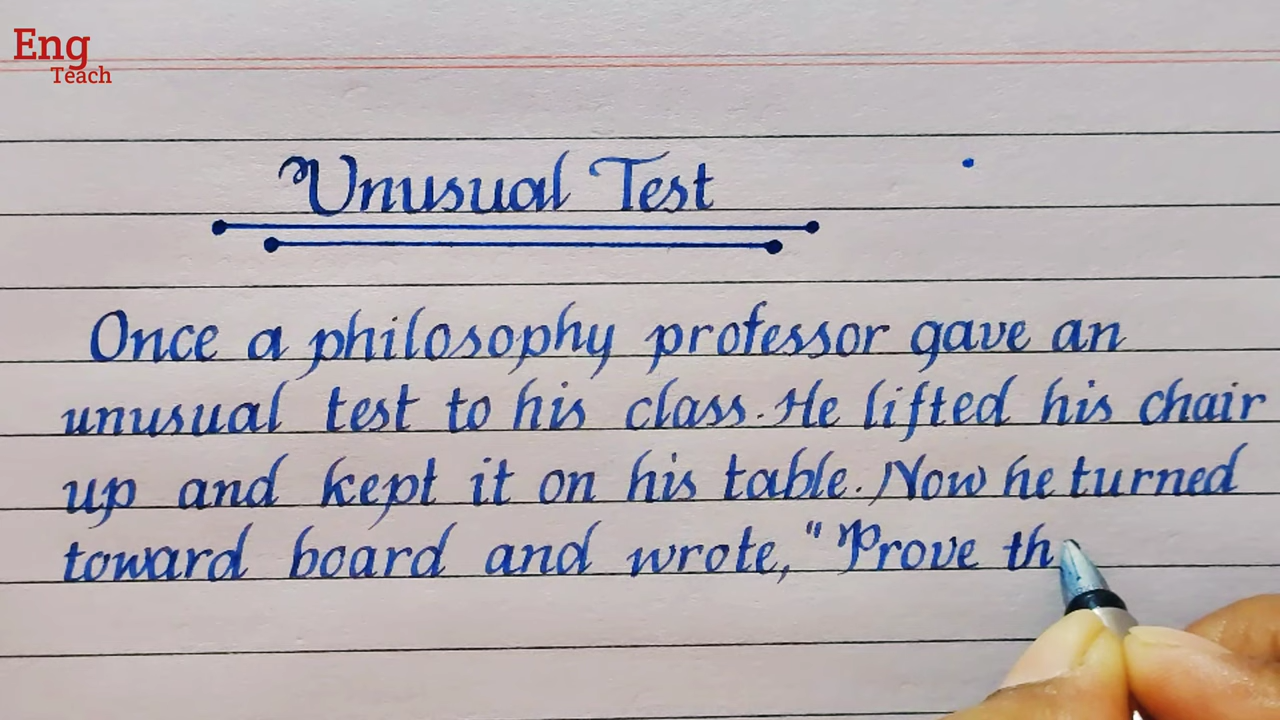 Eng
Teach
Unusual Test
Once a philosophy professor gave an
unusual test to his class. He lifted his chair
up and kept it on his table. Now he turned
toward board and wrote, "Prove th